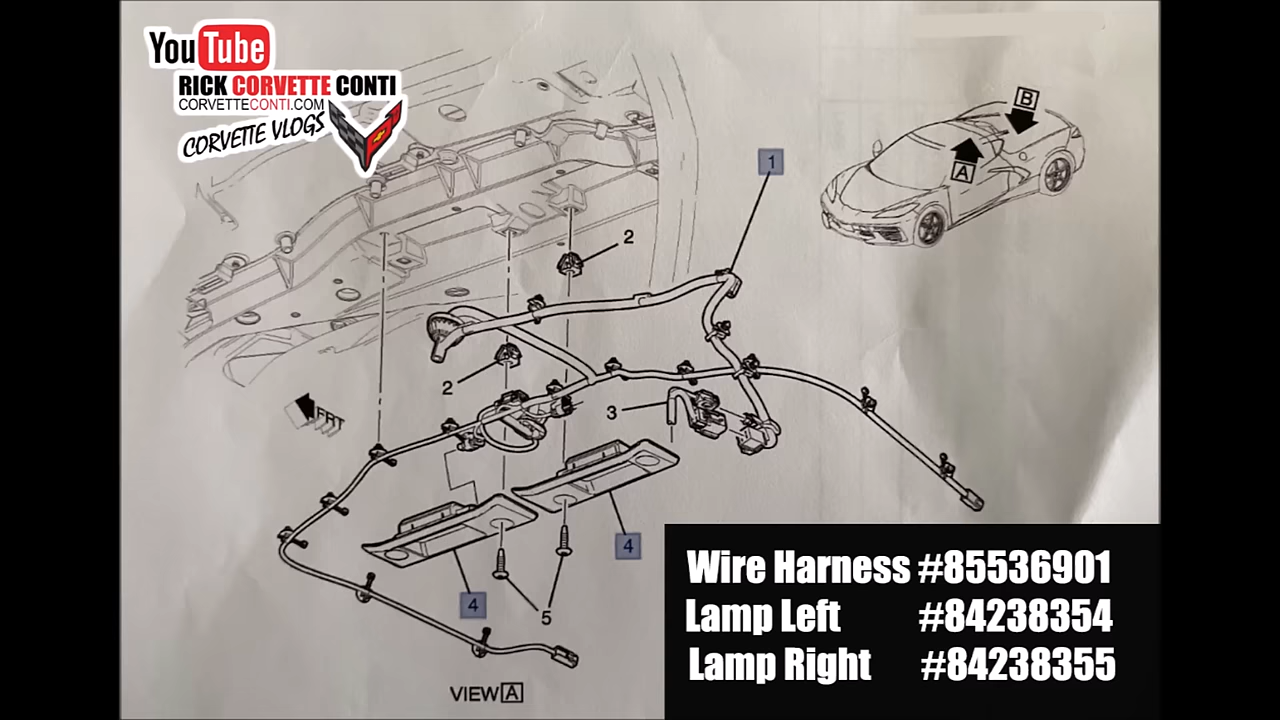 YouTube
RICK CORVETTE CONTI
CORVETTECONTI.COM
CORVETTE VLOGS
B
A
1
2
2
3
FRT
4
4
5
VIEW A
Wire Harness #85536901
Lamp Left #84238354
Lamp Right #84238355